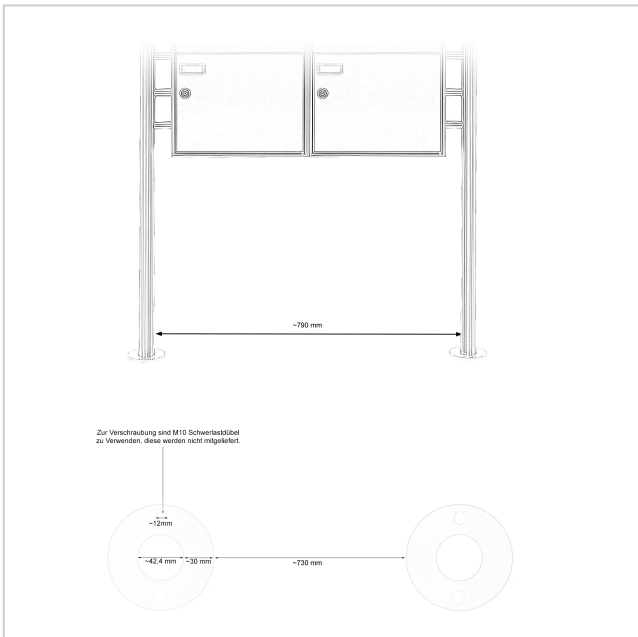 ~790 mm
Zur Verschraubung sind M10 Schwerlastdübel
zu Verwenden, diese werden nicht mitgeliefert.
~12mm
~42,4 mm
~30 mm
~730 mm